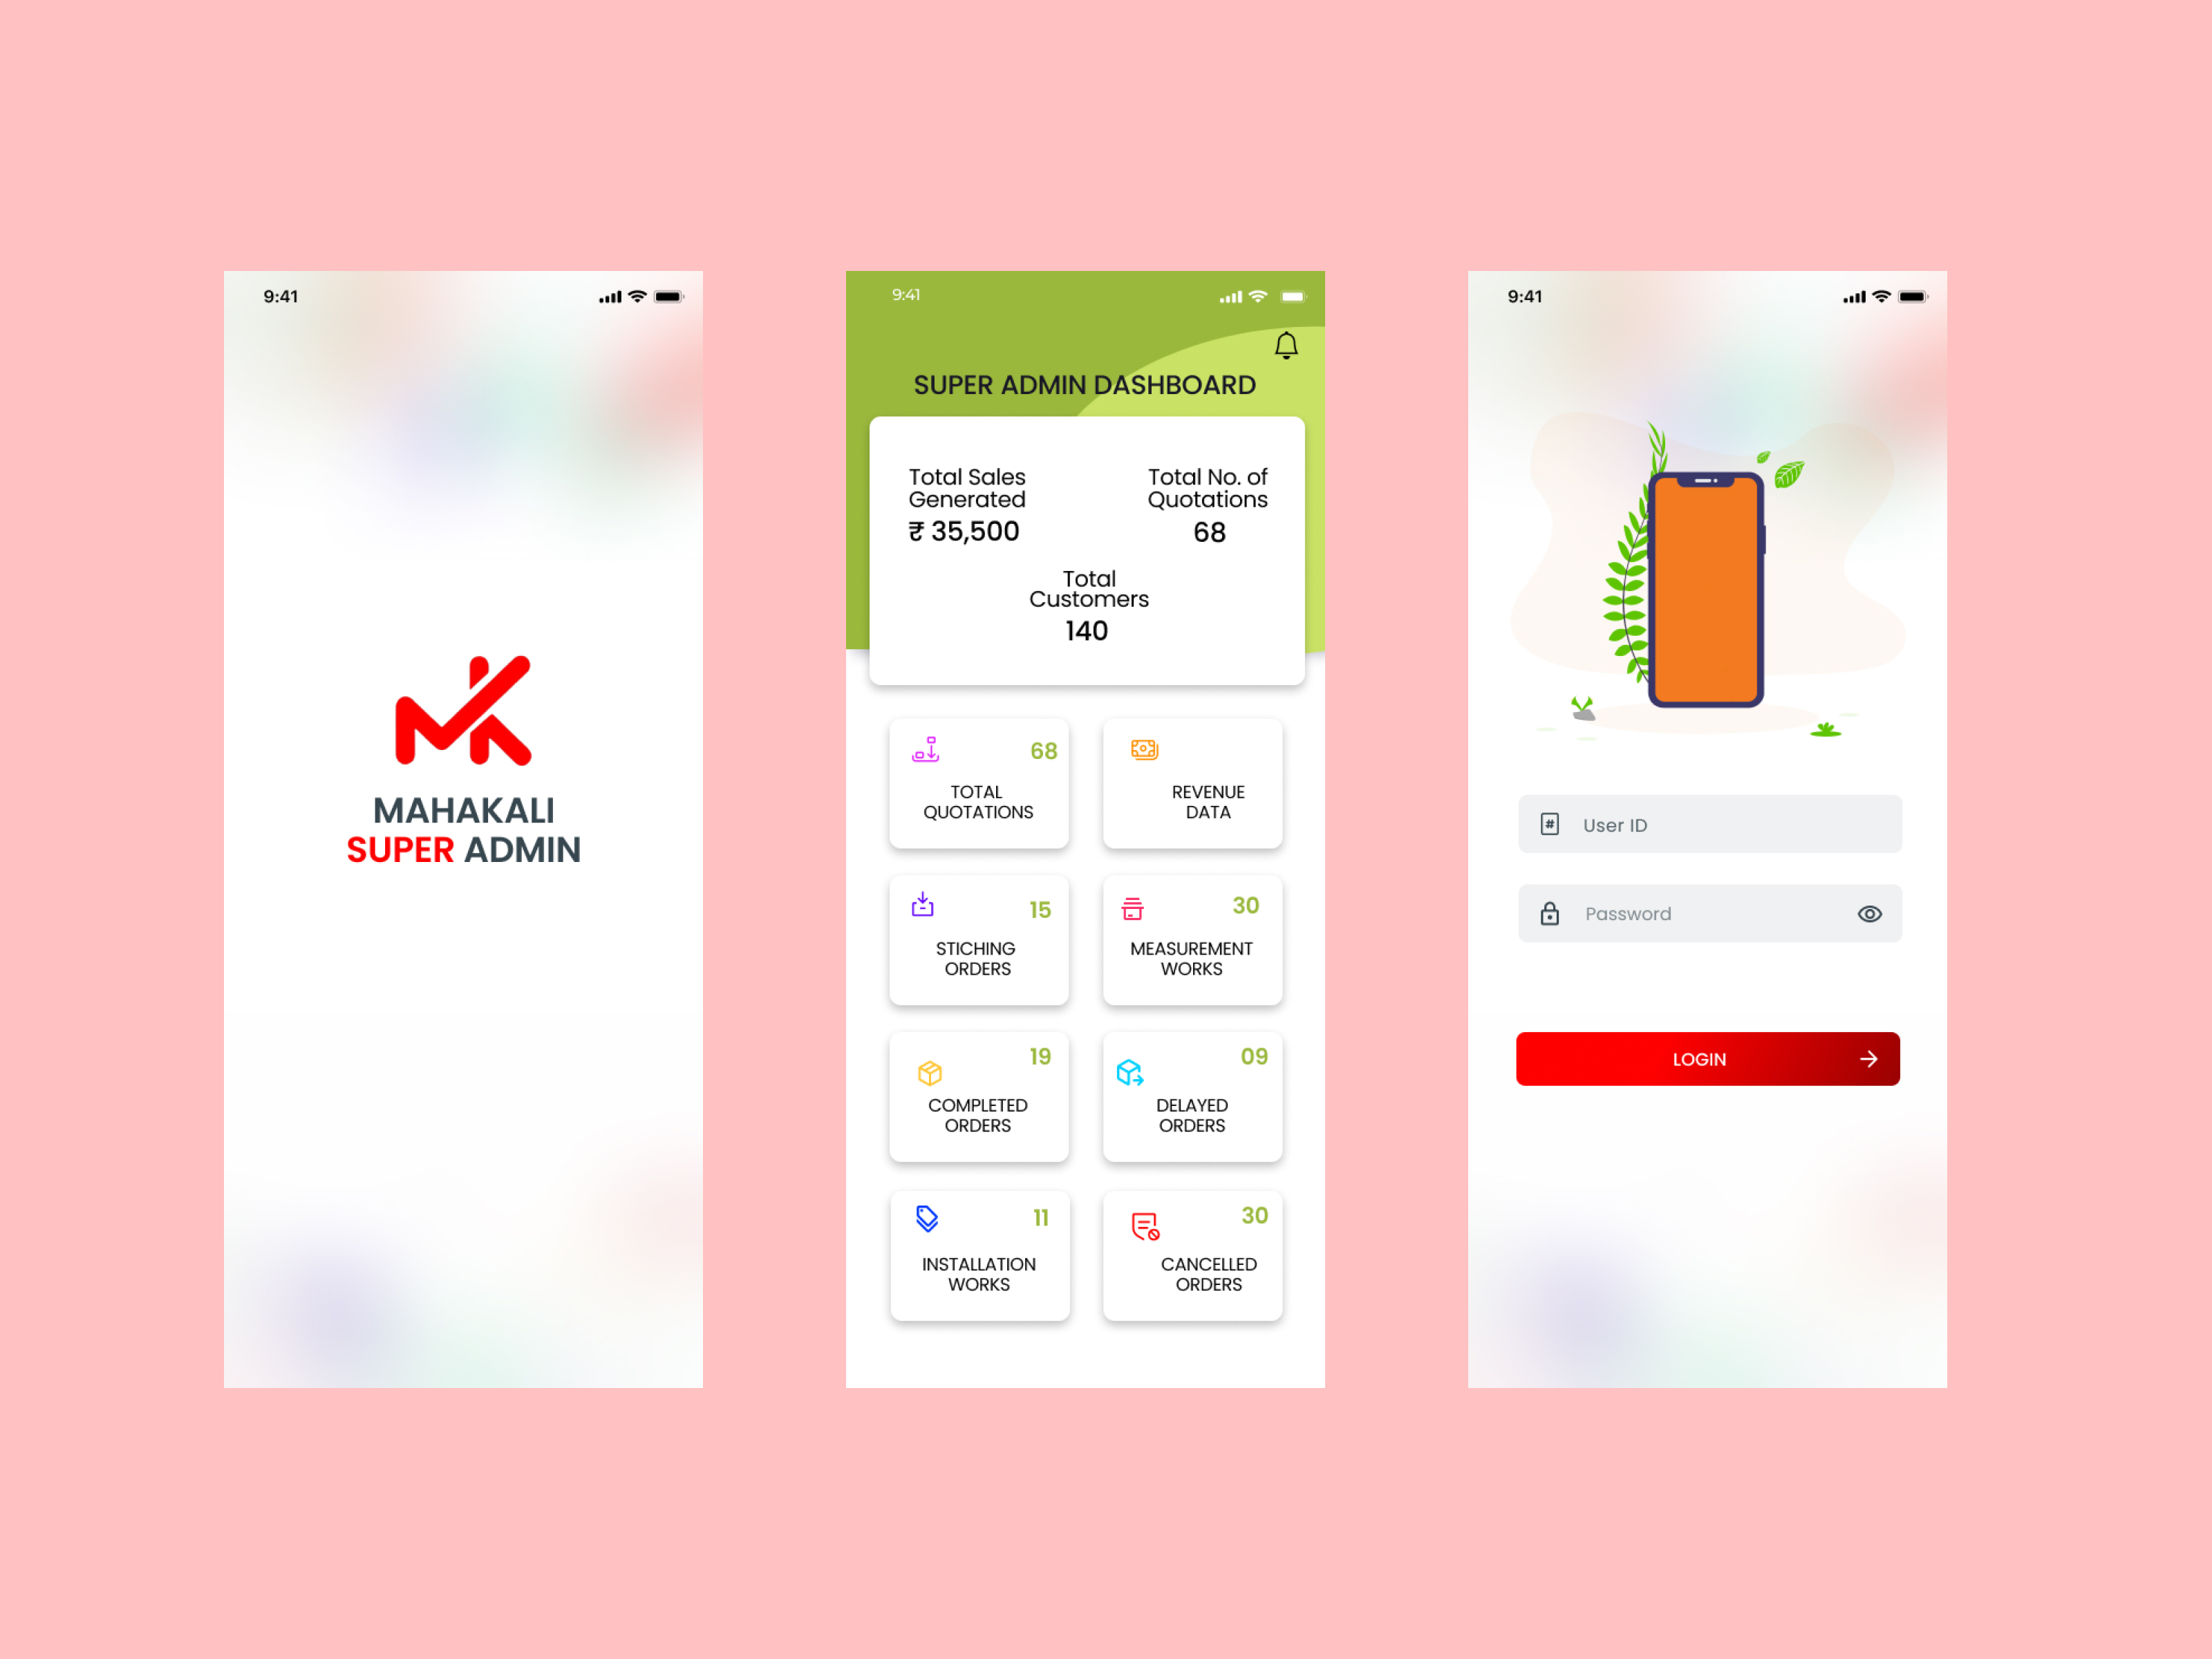 9:41
MAHAKALI
SUPER ADMIN
9:41
SUPER ADMIN DASHBOARD
Total Sales
Generated
₹ 35,500
Total No. of
Quotations
68
Total
Customers
140
68
TOTAL
QUOTATIONS
REVENUE
DATA
15
STICHING
ORDERS
30
MEASUREMENT
WORKS
19
COMPLETED
ORDERS
09
DELAYED
ORDERS
11
INSTALLATION
WORKS
30
CANCELLED
ORDERS
9:41
# User ID
Password
LOGIN